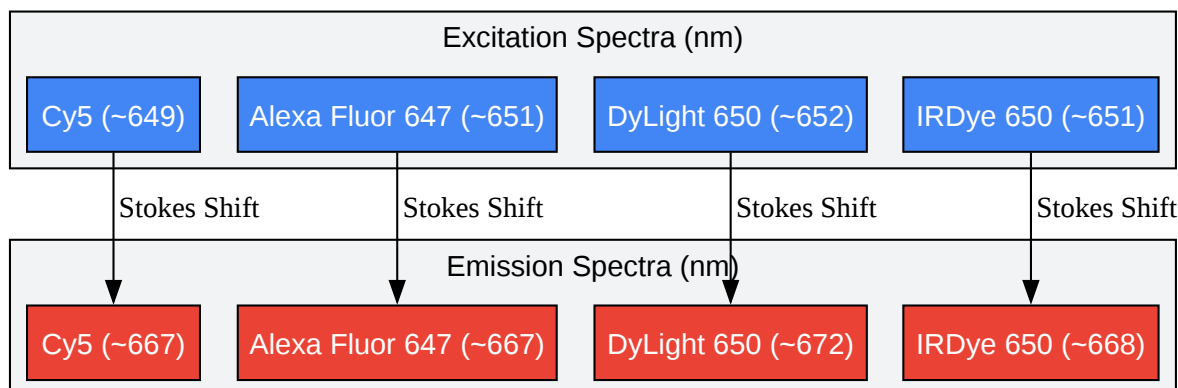 Excitation Spectra (nm)
Cy5 (~649) Alexa Fluor 647 (~651) DyLight 650 (~652) IRDye 650 (~651)
Stokes Shift Stokes Shift Stokes Shift Stokes Shift
Emission Spectra (nm)
Cy5 (~667) Alexa Fluor 647 (~667) DyLight 650 (~672) IRDye 650 (~668)